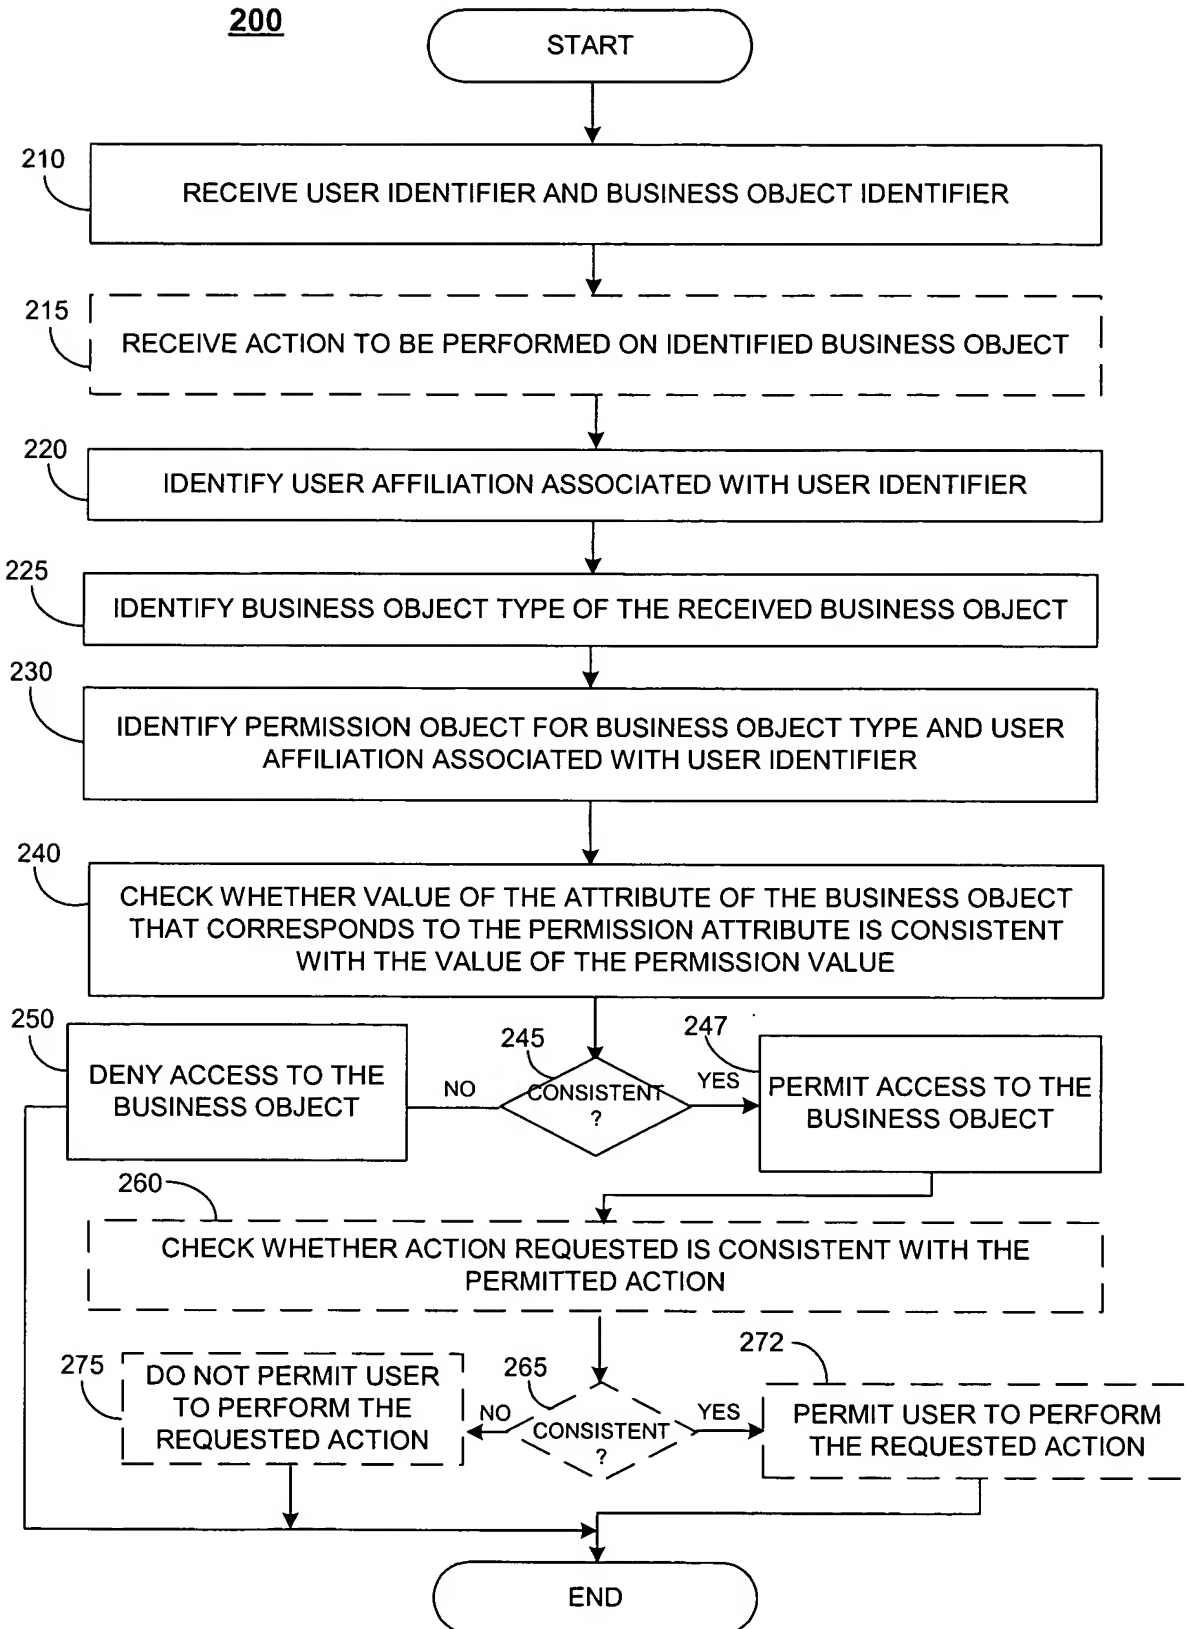 200
START
210
RECEIVE USER IDENTIFIER AND BUSINESS OBJECT IDENTIFIER
215
RECEIVE ACTION TO BE PERFORMED ON IDENTIFIED BUSINESS OBJECT
220
IDENTIFY USER AFFILIATION ASSOCIATED WITH USER IDENTIFIER
225
IDENTIFY BUSINESS OBJECT TYPE OF THE RECEIVED BUSINESS OBJECT
230
IDENTIFY PERMISSION OBJECT FOR BUSINESS OBJECT TYPE AND USER
AFFILIATION ASSOCIATED WITH USER IDENTIFIER
240
CHECK WHETHER VALUE OF THE ATTRIBUTE OF THE BUSINESS OBJECT
THAT CORRESPONDS TO THE PERMISSION ATTRIBUTE IS CONSISTENT
WITH THE VALUE OF THE PERMISSION VALUE
250
DENY ACCESS TO THE
BUSINESS OBJECT
NO
245
CONSISTENT
?
YES
247
PERMIT ACCESS TO THE
BUSINESS OBJECT
260
CHECK WHETHER ACTION REQUESTED IS CONSISTENT WITH THE
PERMITTED ACTION
275
DO NOT PERMIT USER
TO PERFORM THE
REQUESTED ACTION
NO
265
CONSISTENT
?
YES
272
PERMIT USER TO PERFORM
THE REQUESTED ACTION
END